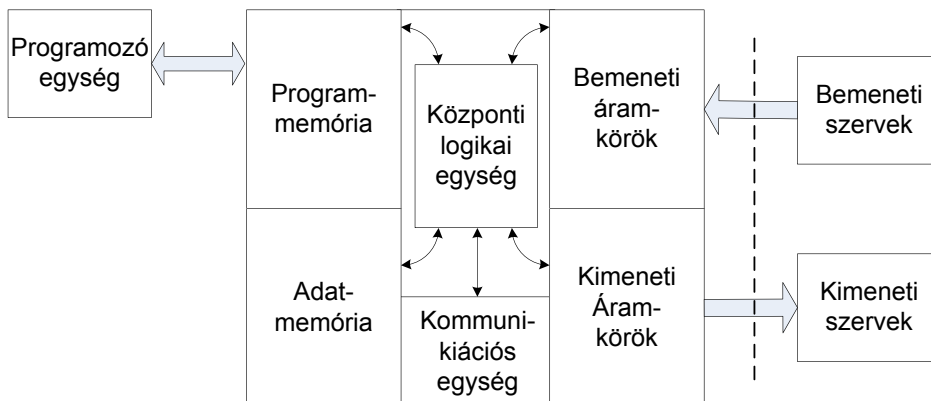 Programozó
egység
Program-
memória
Központi
logikai
egység
Bemeneti
áram-
körök
Bemeneti
szervek
Adat-
memória
Kommuni-
kiációs
egység
Kimeneti
Áram-
körök
Kimeneti
szervek